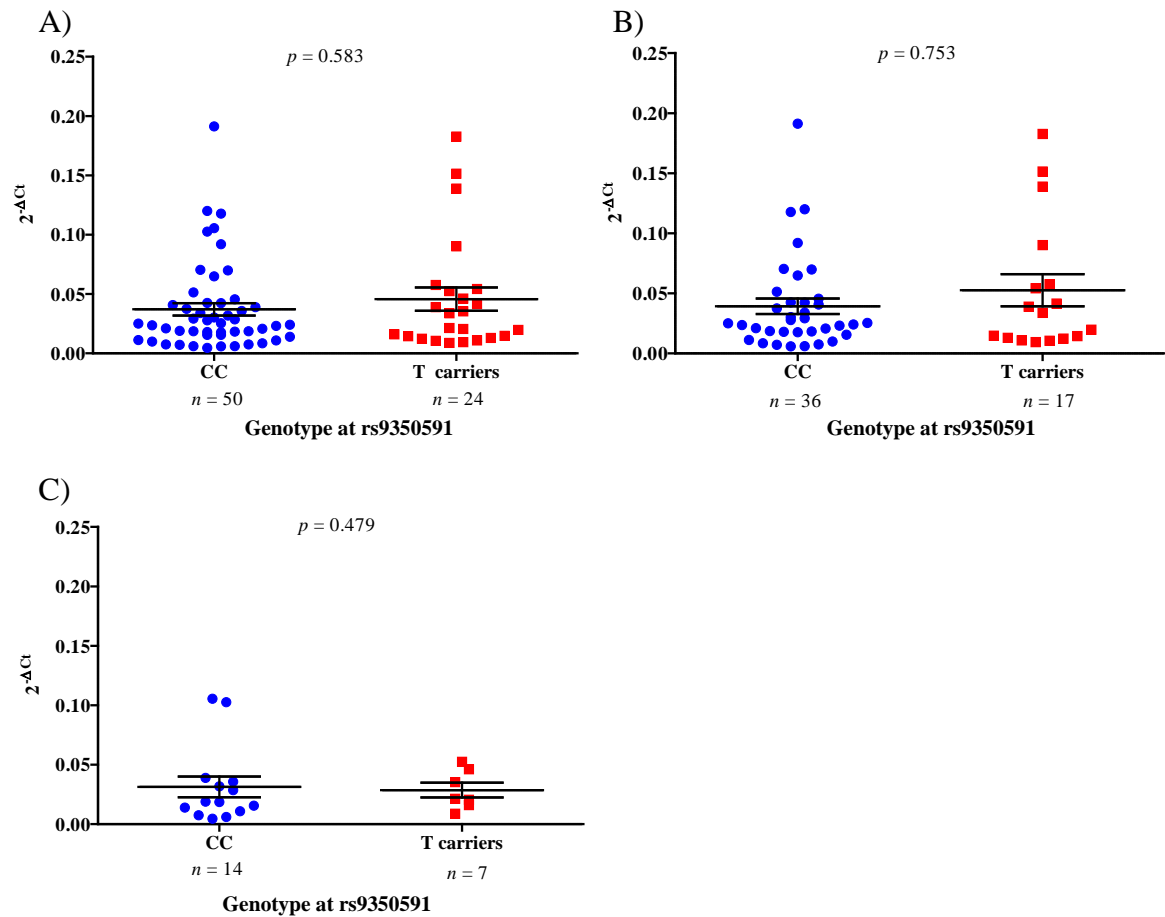 A)
p = 0.583
0.25
0.20
0.15
0.10
0.05
0.00
2^-ΔCt
CC
T carriers
n = 50
n = 24
Genotype at rs9350591
B)
p = 0.753
0.25
0.20
0.15
0.10
0.05
0.00
2^-ΔCt
CC
T carriers
n = 36
n = 17
Genotype at rs9350591
C)
p = 0.479
0.25
0.20
0.15
0.10
0.05
0.00
2^-ΔCt
CC
T carriers
n = 14
n = 7
Genotype at rs9350591